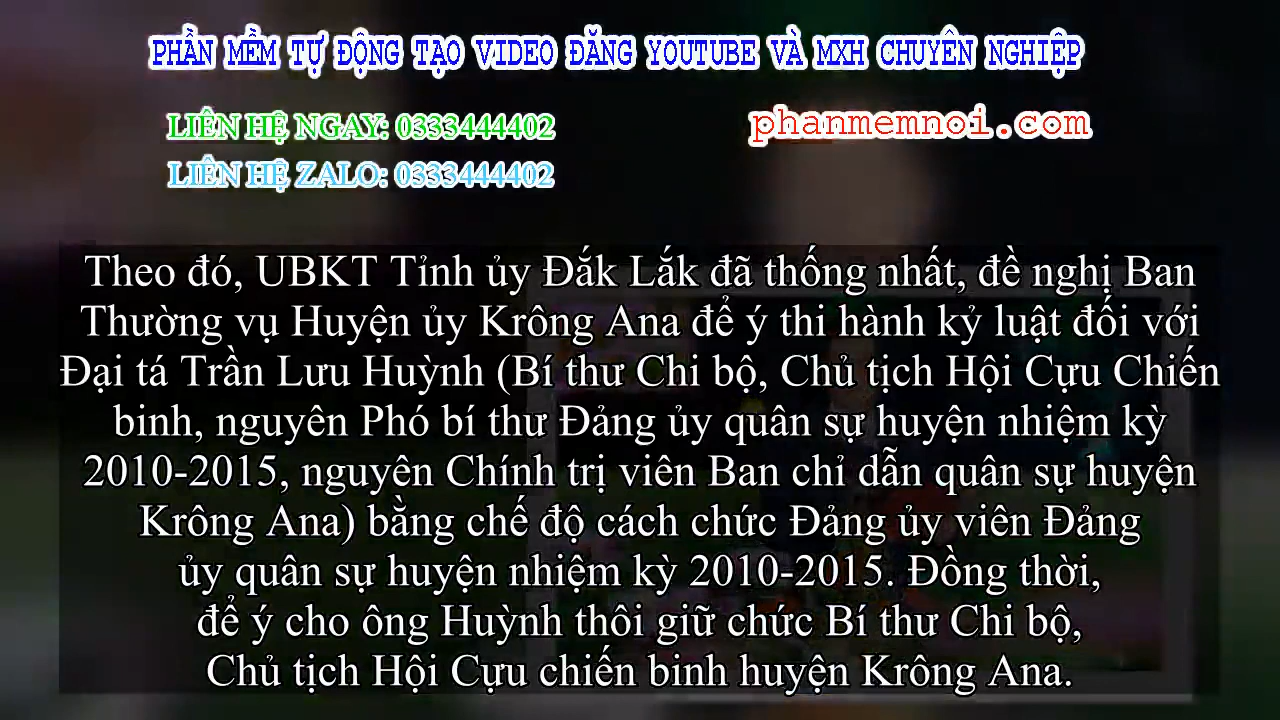 PHẦN MỀM TỰ ĐỘNG TẠO VIDEO ĐĂNG YOUTUBE VÀ MXH CHUYÊN NGHIỆP
LIÊN HỆ NGAY: 0333444402
phanmemnoi.com
LIÊN HỆ ZALO: 0333444402
Theo đó, UBKT Tỉnh ủy Đắk Lắk đã thống nhất, đề nghị Ban
Thường vụ Huyện ủy Krông Ana để ý thi hành kỷ luật đối với
Đại tá Trần Lưu Huỳnh (Bí thư Chi bộ, Chủ tịch Hội Cựu Chiến
binh, nguyên Phó bí thư Đảng ủy quân sự huyện nhiệm kỳ
2010-2015, nguyên Chính trị viên Ban chỉ dẫn quân sự huyện
Krông Ana) bằng chế độ cách chức Đảng ủy viên Đảng
ủy quân sự huyện nhiệm kỳ 2010-2015. Đồng thời,
để ý cho ông Huỳnh thôi giữ chức Bí thư Chi bộ,
Chủ tịch Hội Cựu chiến binh huyện Krông Ana.